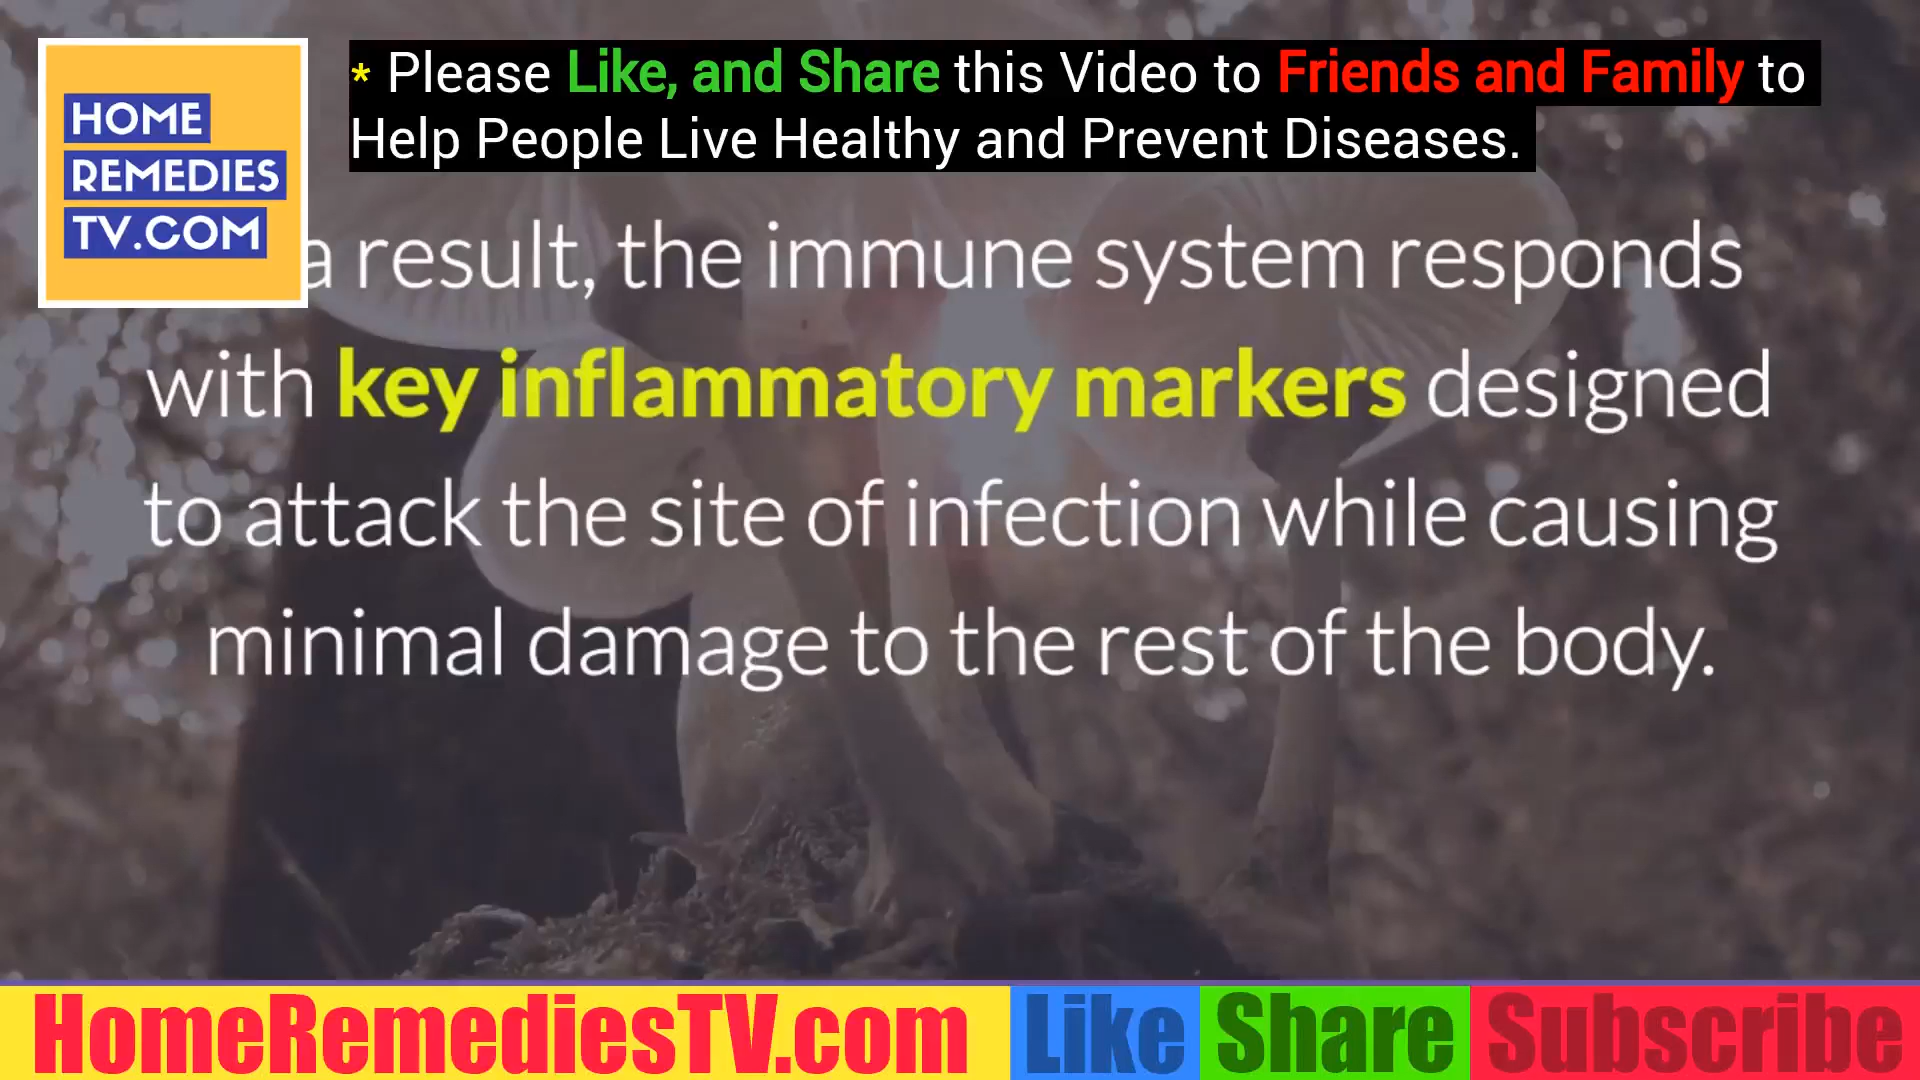 HOME
REMEDIES
TV.COM
* Please Like, and Share this Video to Friends and Family to
Help People Live Healthy and Prevent Diseases.
a result, the immune system responds
with key inflammatory markers designed
to attack the site of infection while causing
minimal damage to the rest of the body.
HomeRemediesTV.com Like Share Subscribe